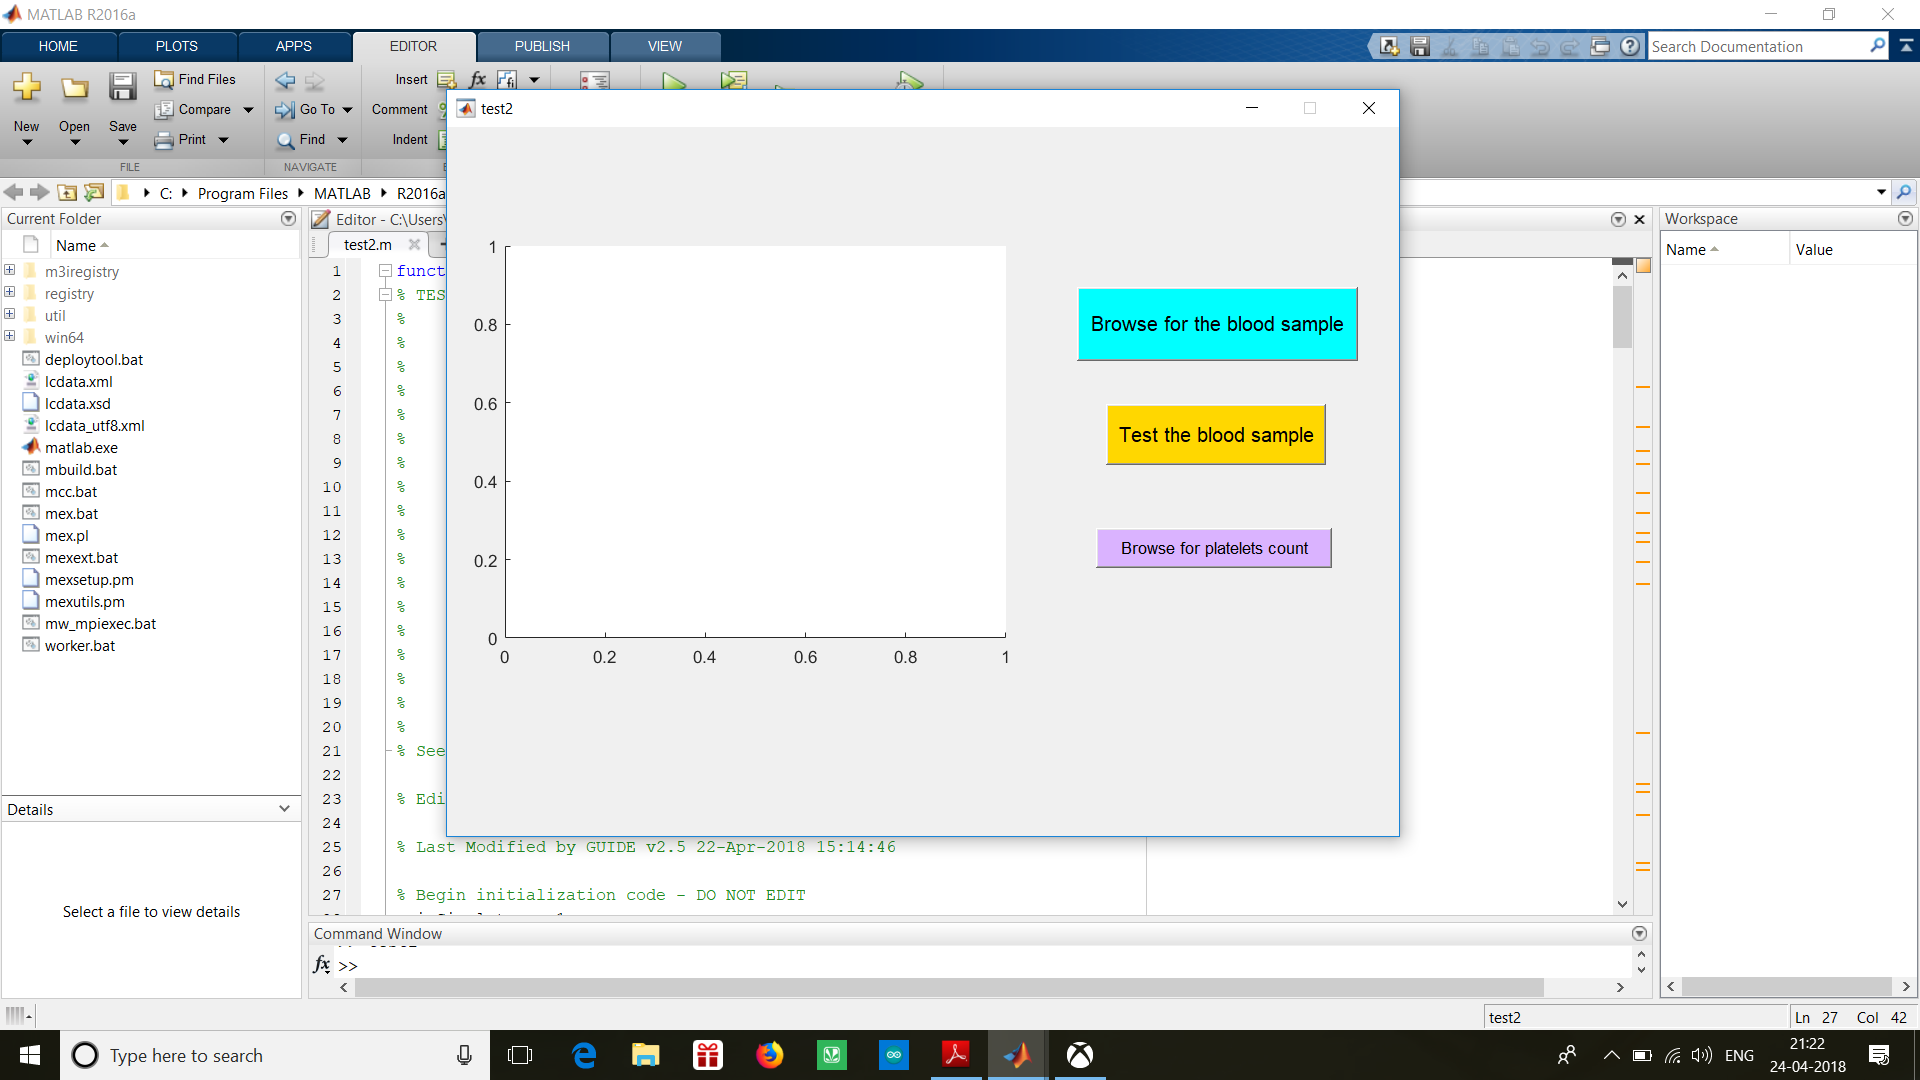 MATLAB R2016a
HOME
PLOTS
APPS
EDITOR
PUBLISH
VIEW
Search Documentation
New
Open
Save
Find Files
Compare
Print
FILE
Go To
Find
NAVIGATE
Insert
fx
Comment
Indent
C:
Program Files
MATLAB
R2016a
Current Folder
Name
m3iregistry
registry
util
win64
deploytool.bat
lcdata.xml
lcdata.xsd
lcdata_utf8.xml
matlab.exe
mbuild.bat
mcc.bat
mex.bat
mex.pl
mexext.bat
mexsetup.pm
mexutils.pm
mw_mpiexec.bat
worker.bat
Details
Select a file to view details
Editor - C:\Users\
test2.m
1 funct
2 % TES
3 %
4 %
5 %
6 %
7 %
8 %
9 %
10 %
11 %
12 %
13 %
14 %
15 %
16 %
17 %
18 %
19 %
20 %
21 % See
22
23 % Edi
24
25 % Last Modified by GUIDE v2.5 22-Apr-2018 15:14:46
26
27 % Begin initialization code - DO NOT EDIT
test2
1
0.8
0.6
0.4
0.2
0
0 0.2 0.4 0.6 0.8 1
Browse for the blood sample
Test the blood sample
Browse for platelets count
Workspace
Name
Value
Command Window
fx >>
test2
Ln 27 Col 42
Type here to search
ENG
21:22
24-04-2018